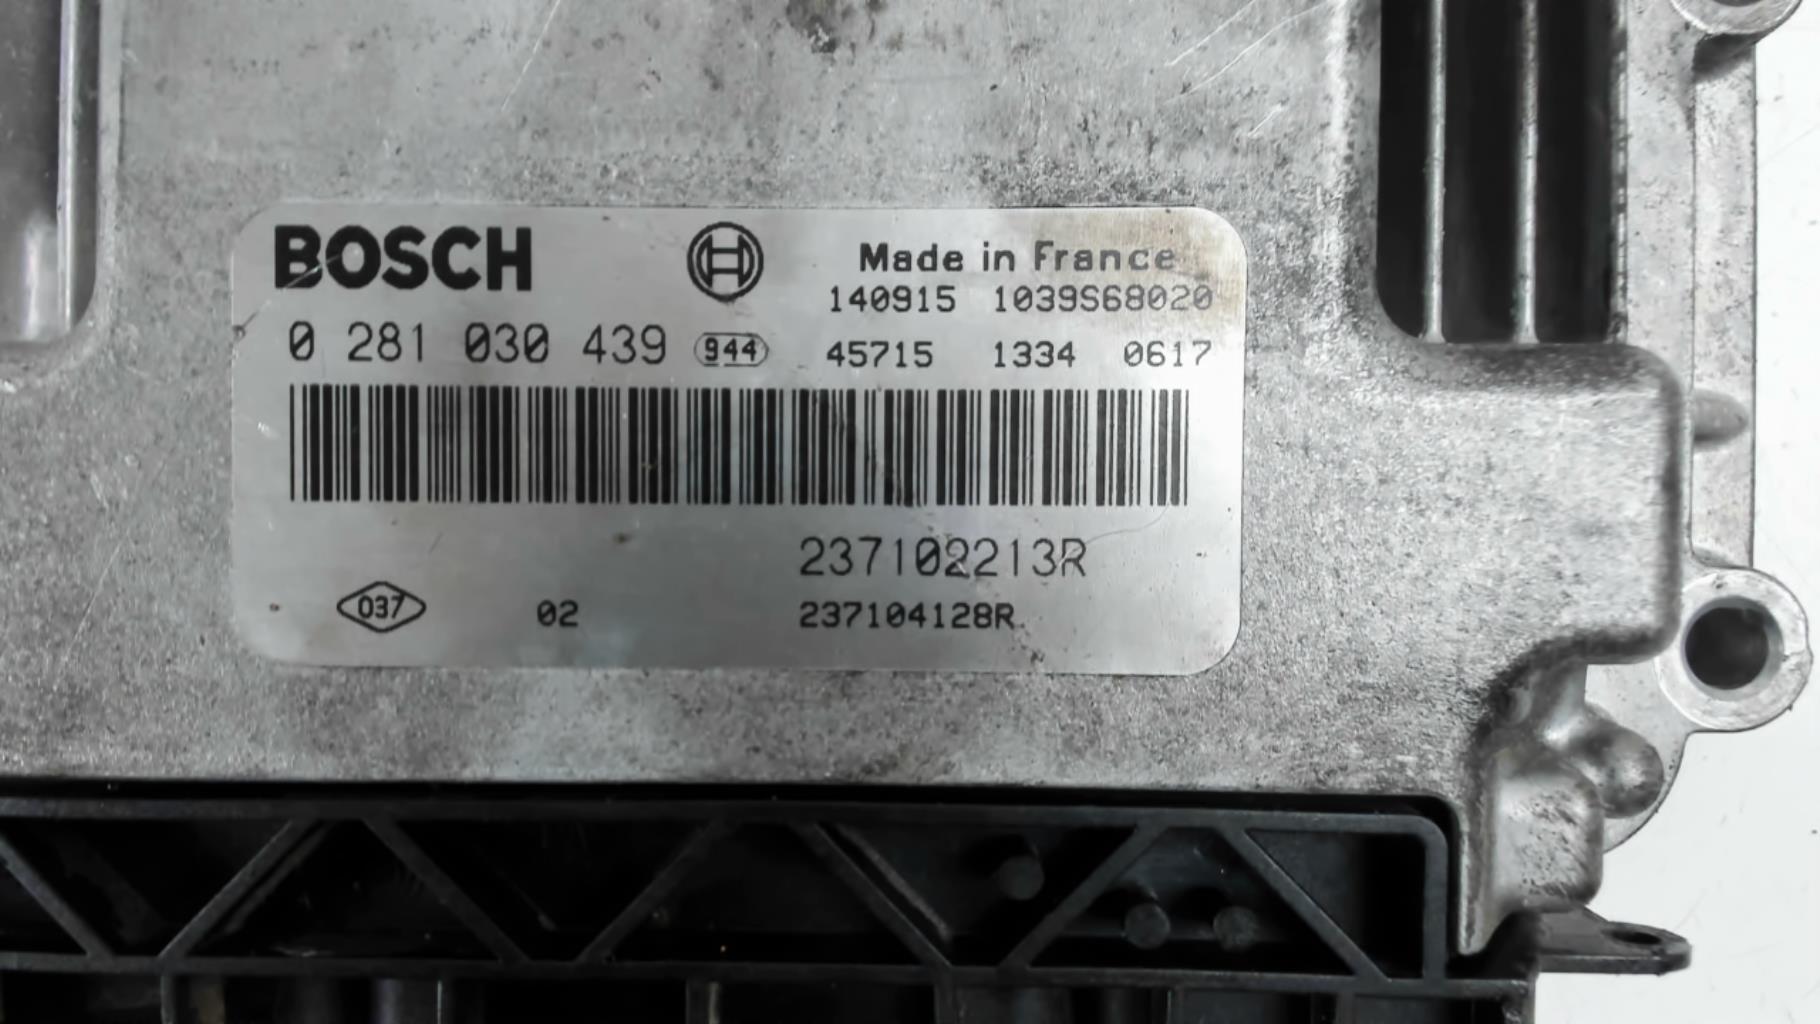 BOSCH
Made in France
140915 1039S68020
0 281 030 439 944 45715 1334 0617
237102213R
037 02 237104128R